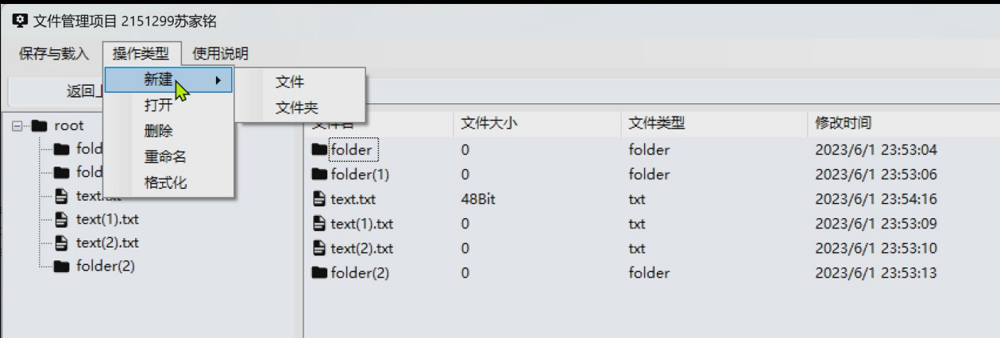 文件管理项目 2151299苏家铭
保存与载入 操作类型 使用说明
新建
文件
文件夹
返回
打开
删除
重命名
格式化
root
fold
fold
text.txt
text(1).txt
text(2).txt
folder(2)
文件名 文件大小 文件类型 修改时间
folder 0 folder 2023/6/1 23:53:04
folder(1) 0 folder 2023/6/1 23:53:06
text.txt 48Bit txt 2023/6/1 23:54:16
text(1).txt 0 txt 2023/6/1 23:53:09
text(2).txt 0 txt 2023/6/1 23:53:10
folder(2) 0 folder 2023/6/1 23:53:13